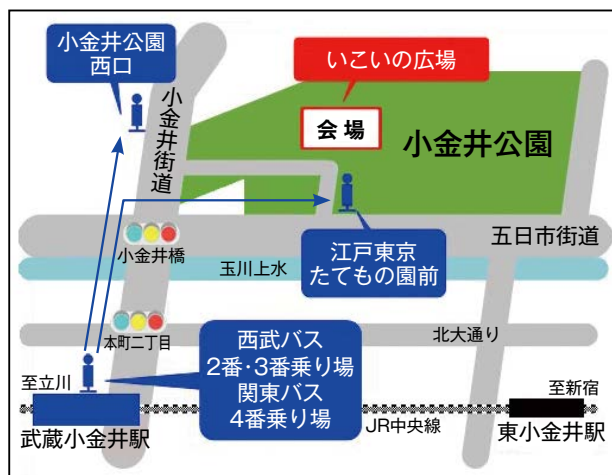 小金井公園
西口
いこいの広場
小金井街道
会場
小金井公園
五日市街道
小金井橋
江戸東京
たてもの園前
玉川上水
本町二丁目
北大通り
西武バス
2番・3番乗り場
関東バス
4番乗り場
至立川
至新宿
武蔵小金井駅
JR中央線
東小金井駅